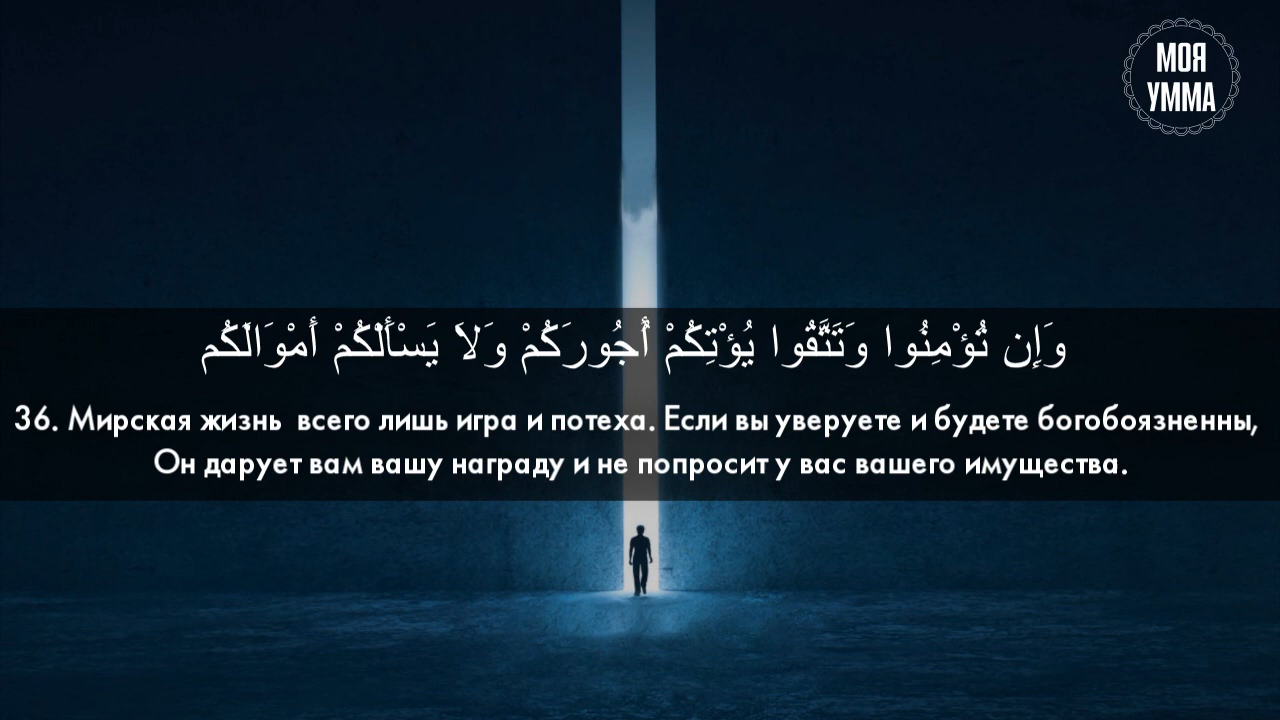 МОЯ
УММА
وَإِن تُؤْمِنُوا وَتَتَّقُوا يُؤْتِكُمْ أُجُورَكُمْ وَلَا يَسْأَلْكُمْ أَمْوَالَكُم
36. Мирская жизнь всего лишь игра и потеха. Если вы уверуете и будете богобоязненны,
Он дарует вам вашу награду и не попросит у вас вашего имущества.